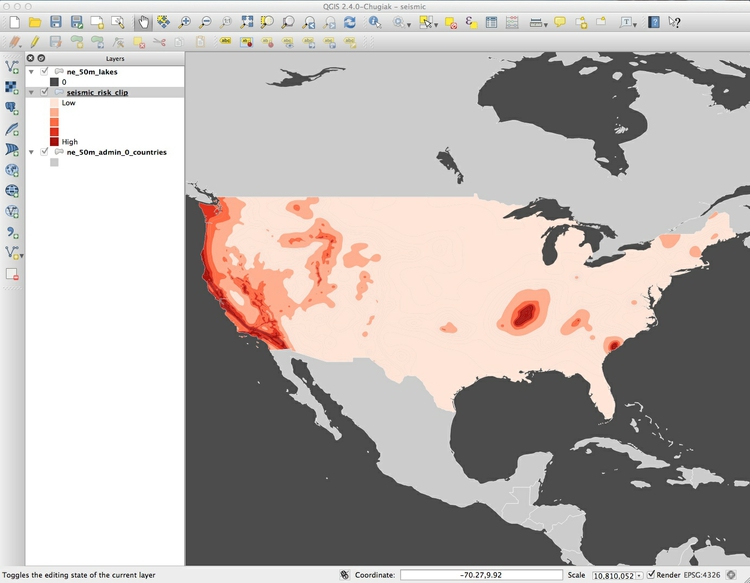 QGIS 2.4.0-Chugiak - seismic
Layers
ne_50m_lakes
0
seismic_risk_clip
Low
High
ne_50m_admin_0_countries
Toggles the editing state of the current layer
Coordinate:
-70.27,9.92
Scale
10,810,052
Render
EPSG:4326